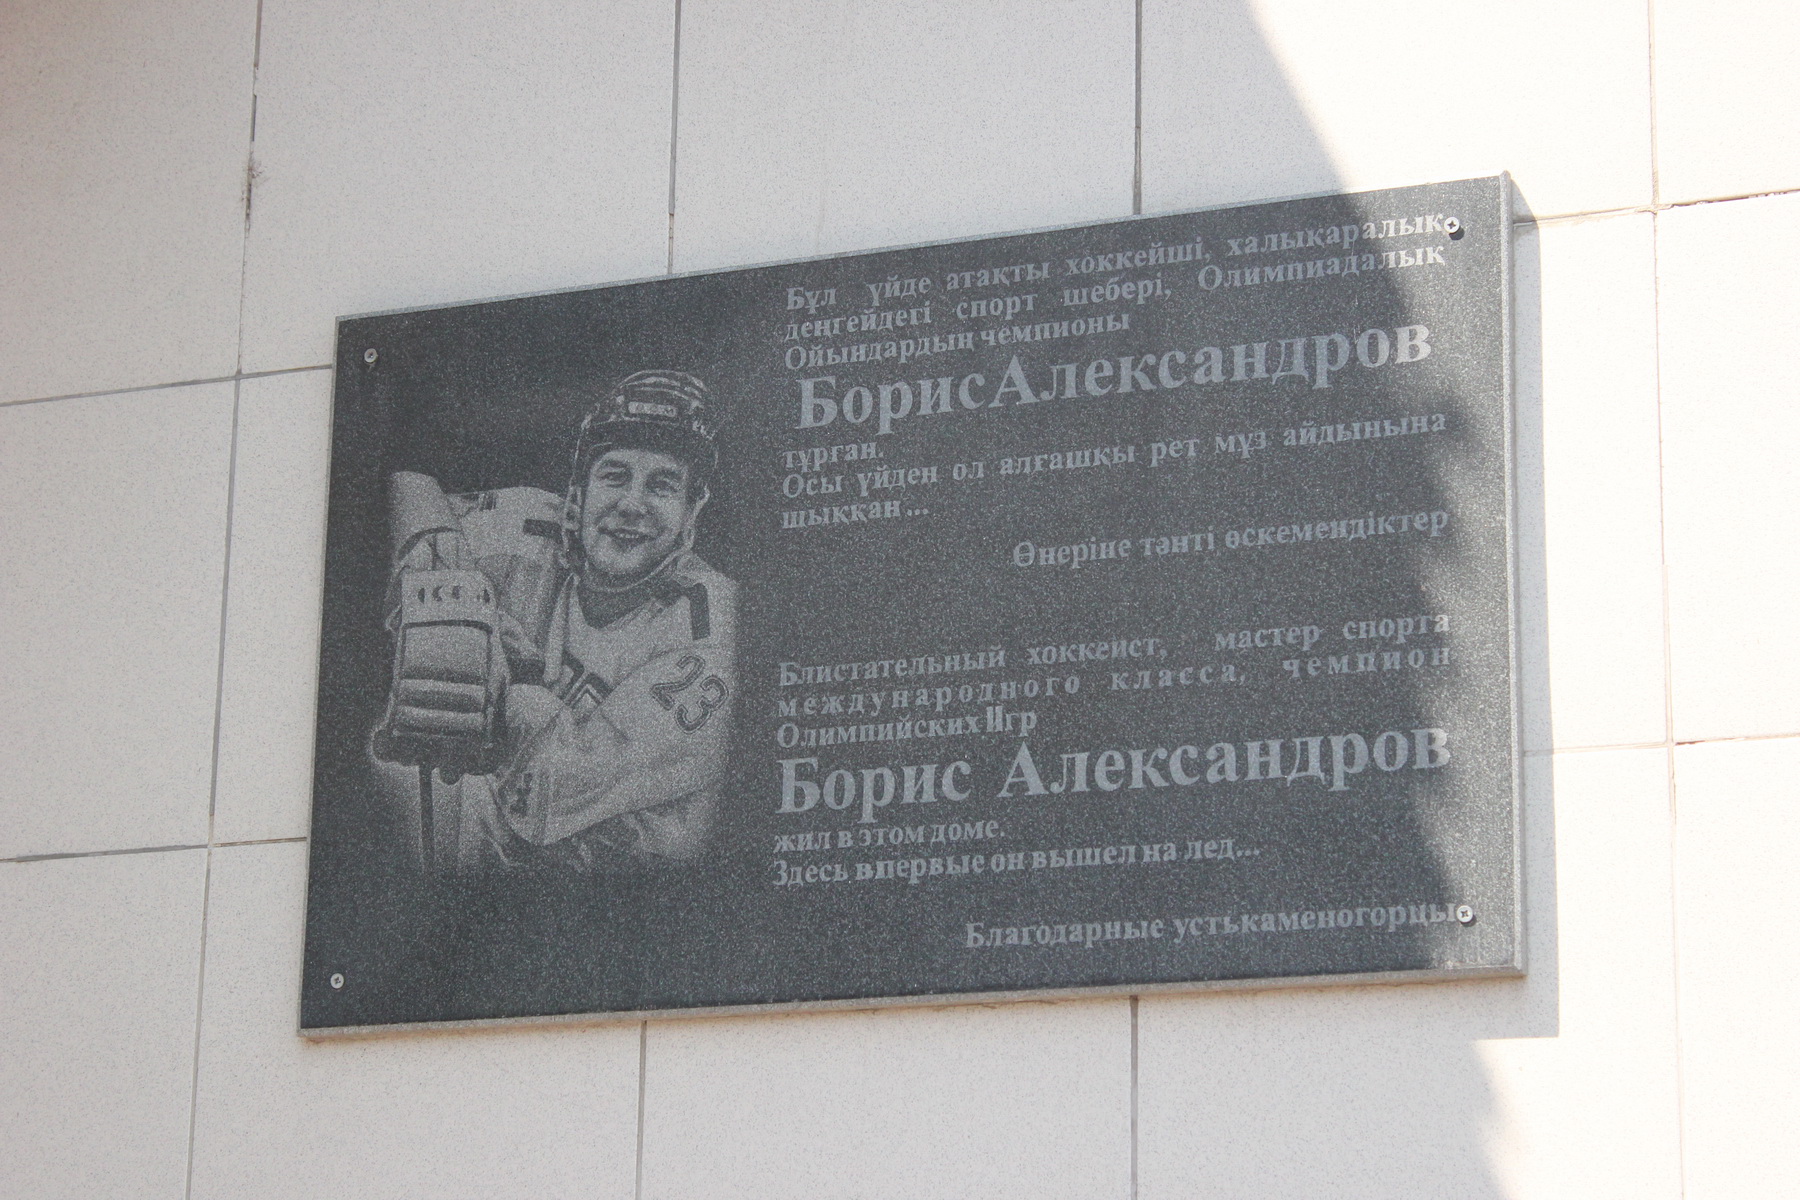 Бұл үйде атақты хоккейші, халықаралық
деңгейдегі спорт шебері, Олимпиадалық
Ойындардың чемпионы
Борис Александров
тұрған.
Осы үйден ол алғашқы рет мұз айдынына
шыққан...
Өнеріне тәнті өскемендіктер
Блистательный хоккеист, мастер спорта
международного класса, чемпион
Олимпийских Игр
Борис Александров
жил в этом доме.
Здесь впервые он вышел на лед...
Благодарные устькаменогорцы
23